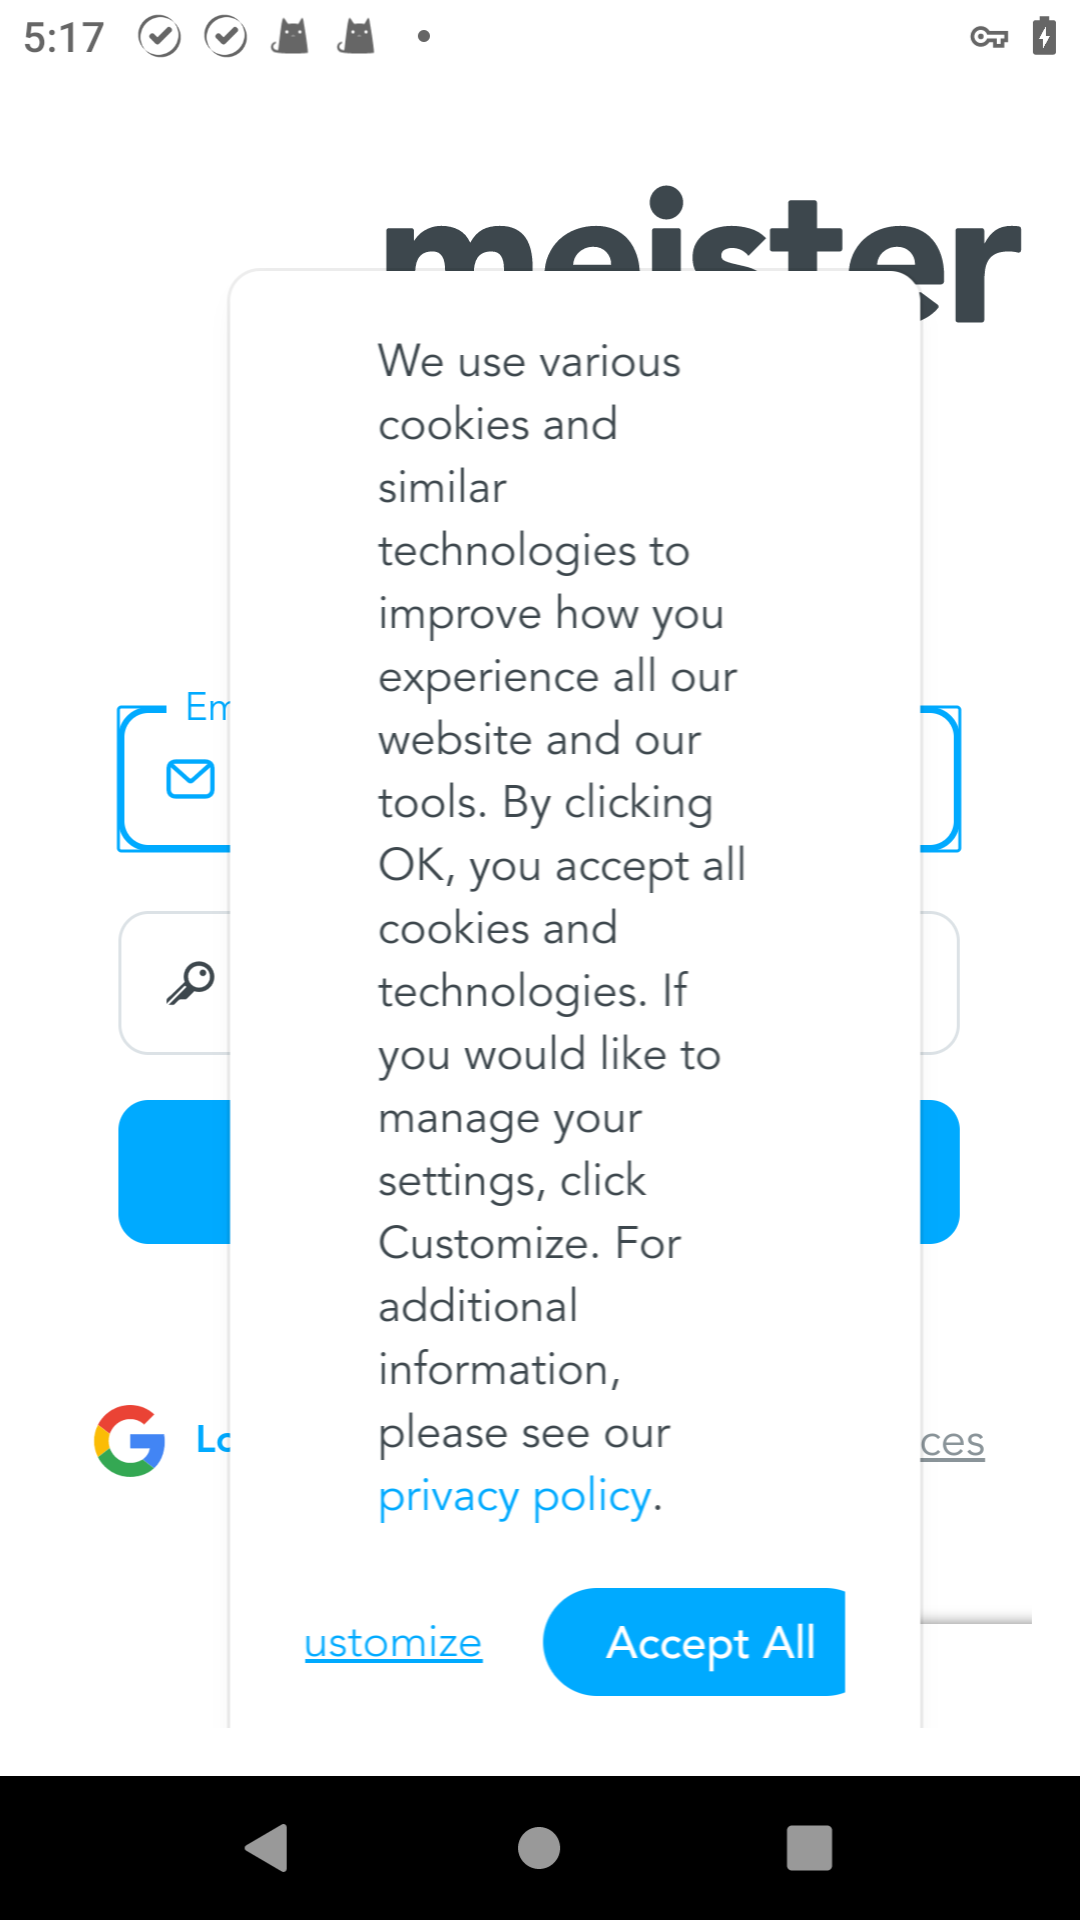 5:17
meister
We use various
cookies and
similar
technologies to
improve how you
experience all our
website and our
tools. By clicking
OK, you accept all
cookies and
technologies. If
you would like to
manage your
settings, click
Customize. For
additional
information,
please see our
privacy policy.
Em
Lo
ces
ustomize
Accept All